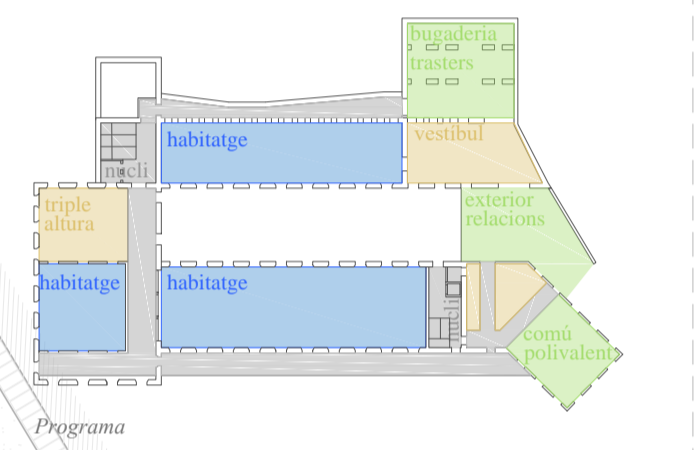 bugaderia
trasters
habitatge
vestíbul
nucli
triple
altura
exterior
relacions
habitatge
habitatge
nucli
comú
polivalent
Programa